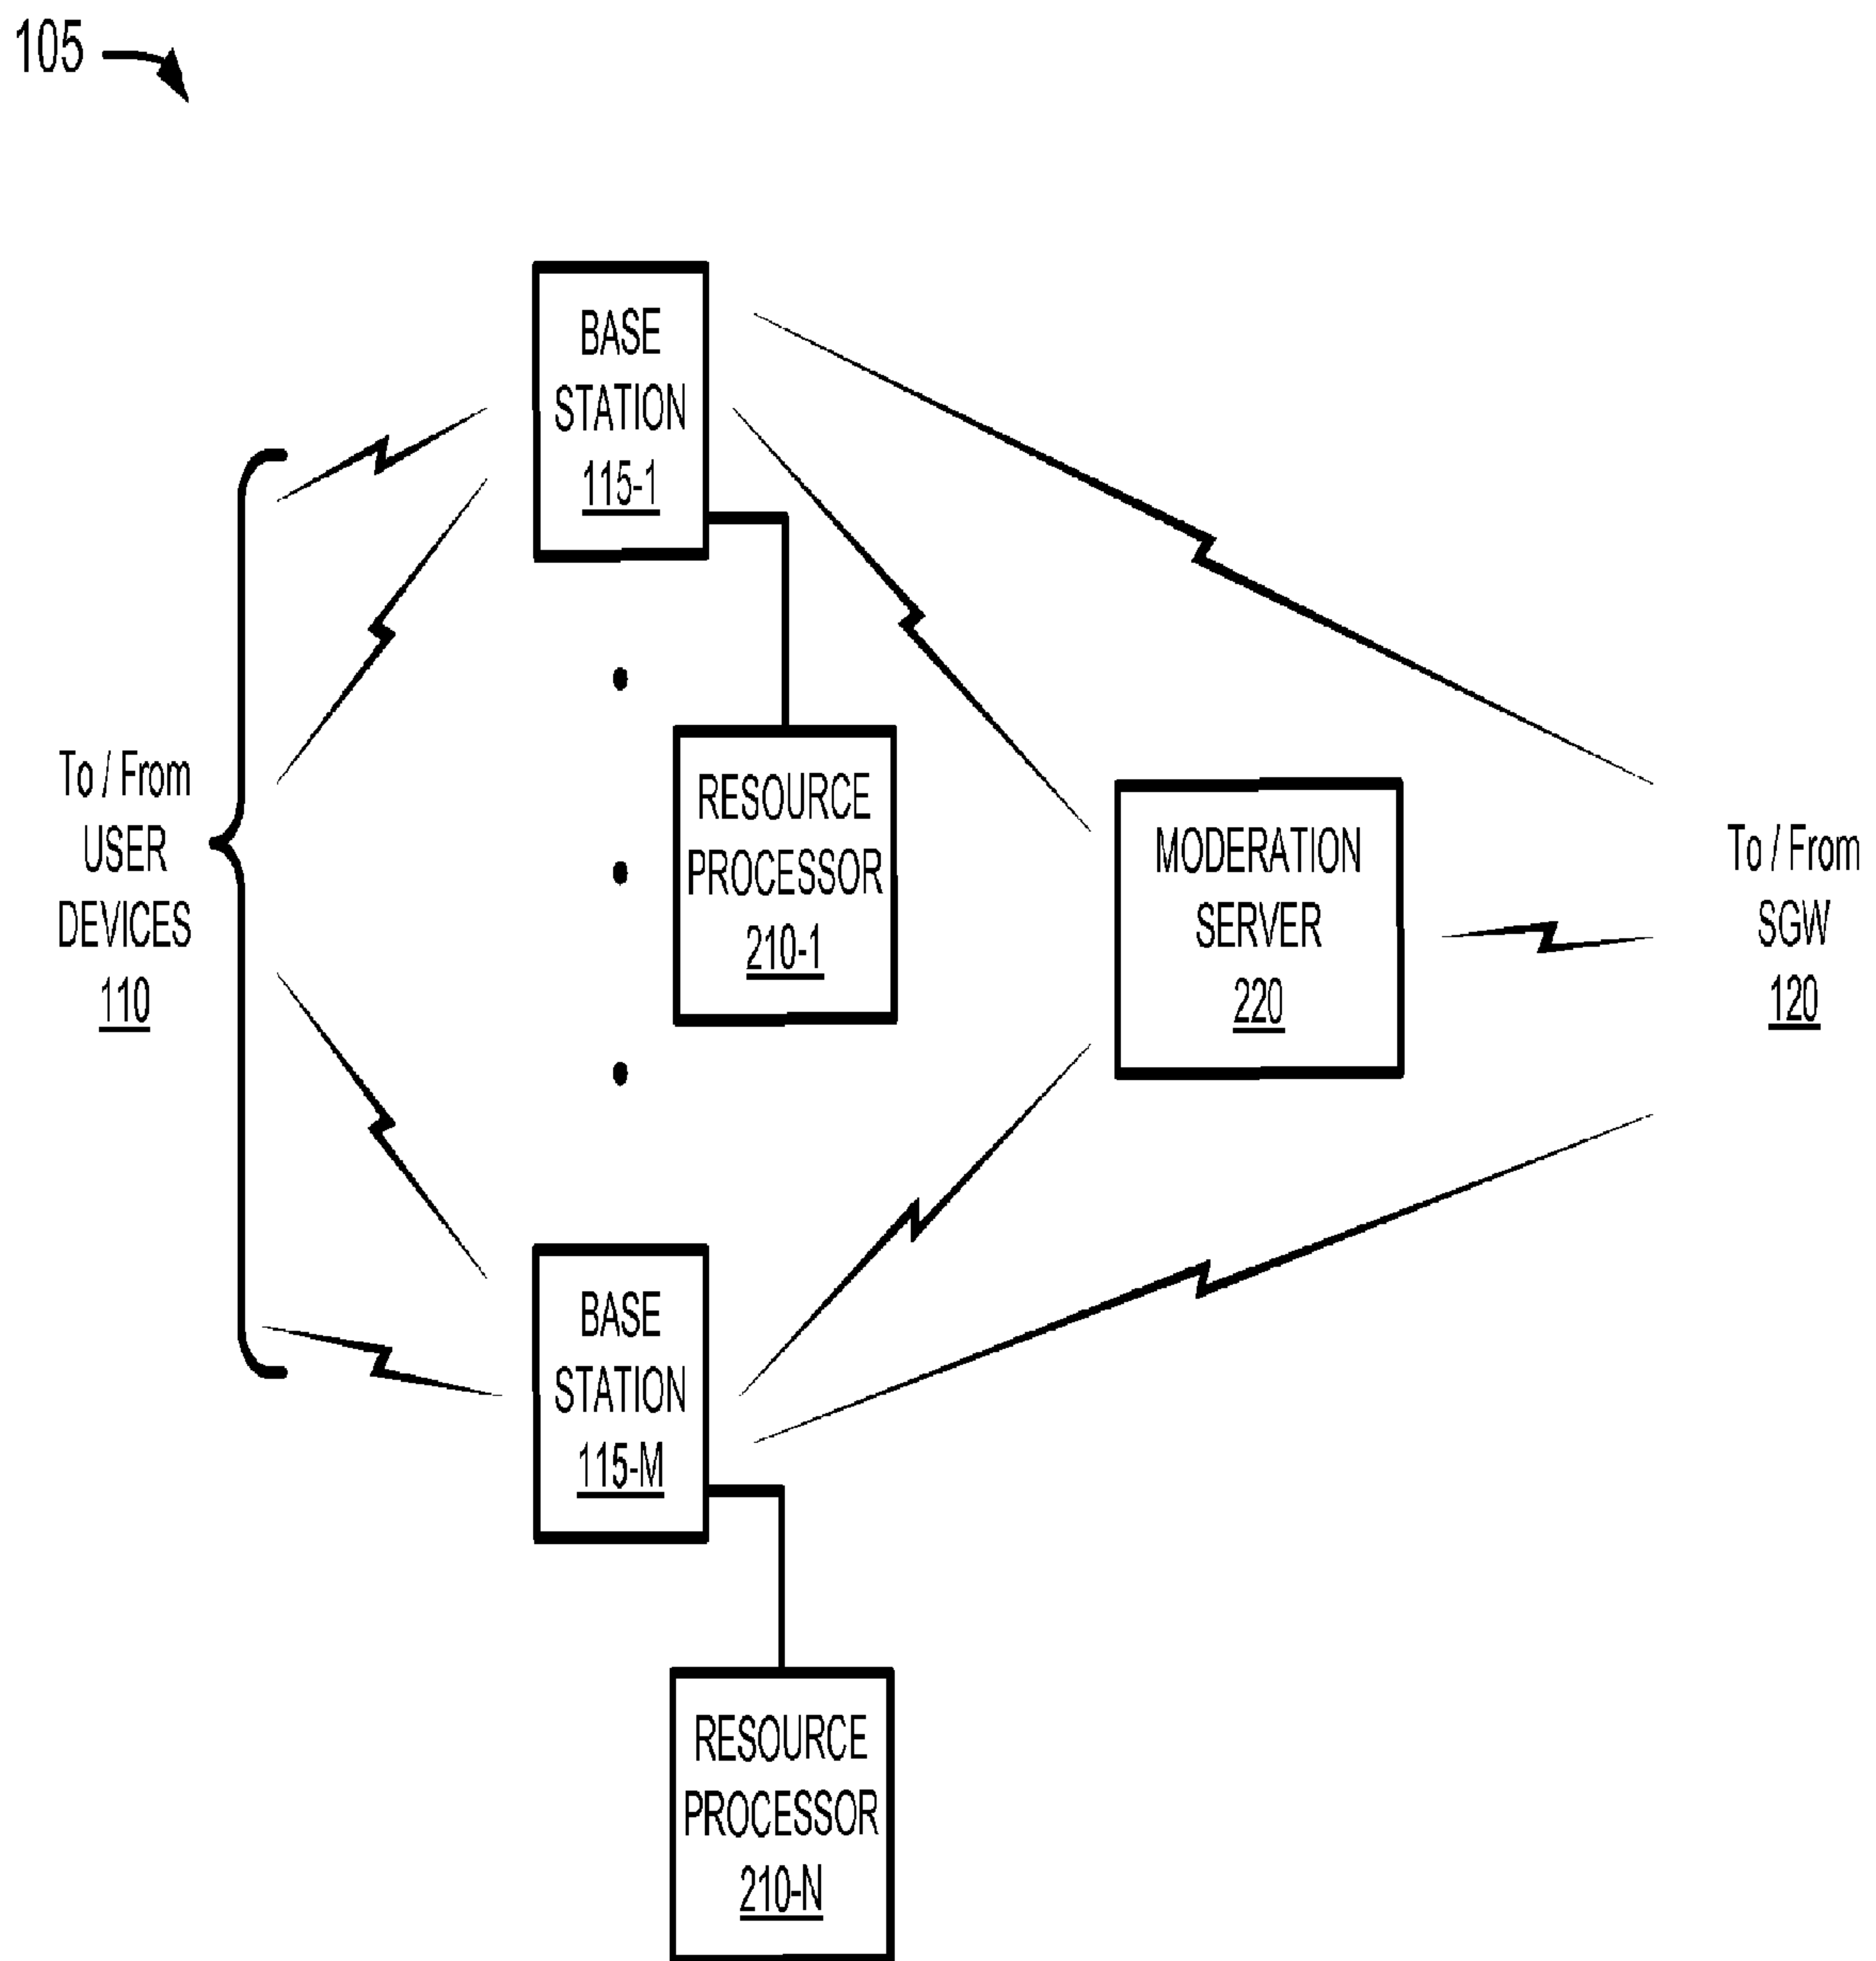 105
BASE
STATION
115-1
To / From
USER
DEVICES
110
RESOURCE
PROCESSOR
210-1
MODERATION
SERVER
220
To / From
SGW
120
BASE
STATION
115-M
RESOURCE
PROCESSOR
210-N